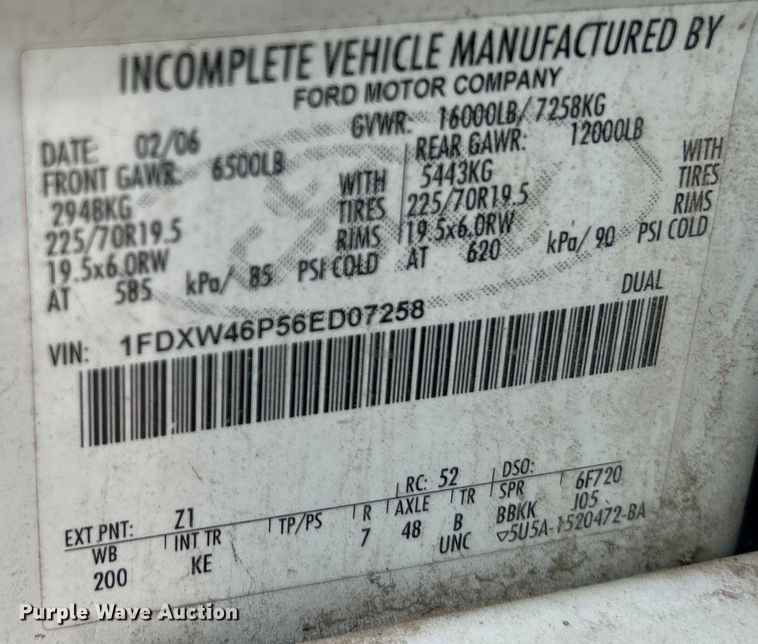 INCOMPLETE VEHICLE MANUFACTURED BY
FORD MOTOR COMPANY
DATE: 02/06 GVWR: 16000LB/7258KG
FRONT GAWR: 6500LB REAR GAWR: 12000LB
2948KG WITH 5443KG WITH
225/70R19.5 TIRES 225/70R19.5 TIRES
19.5x6.0RW RIMS 19.5x6.0RW RIMS
AT 585 kPa/ 85 PSI COLD AT 620 kPa/ 90 PSI COLD
DUAL
VIN: 1FDXW46P56ED07258
RC: 52 DSO:
EXT PNT: Z1 R AXLE TR SPR 6F720
WB INT TR TP/PS 7 48 B BBKK J05
200 KE UNC ▽5U5A-1520472-BA
Purple Wave Auction